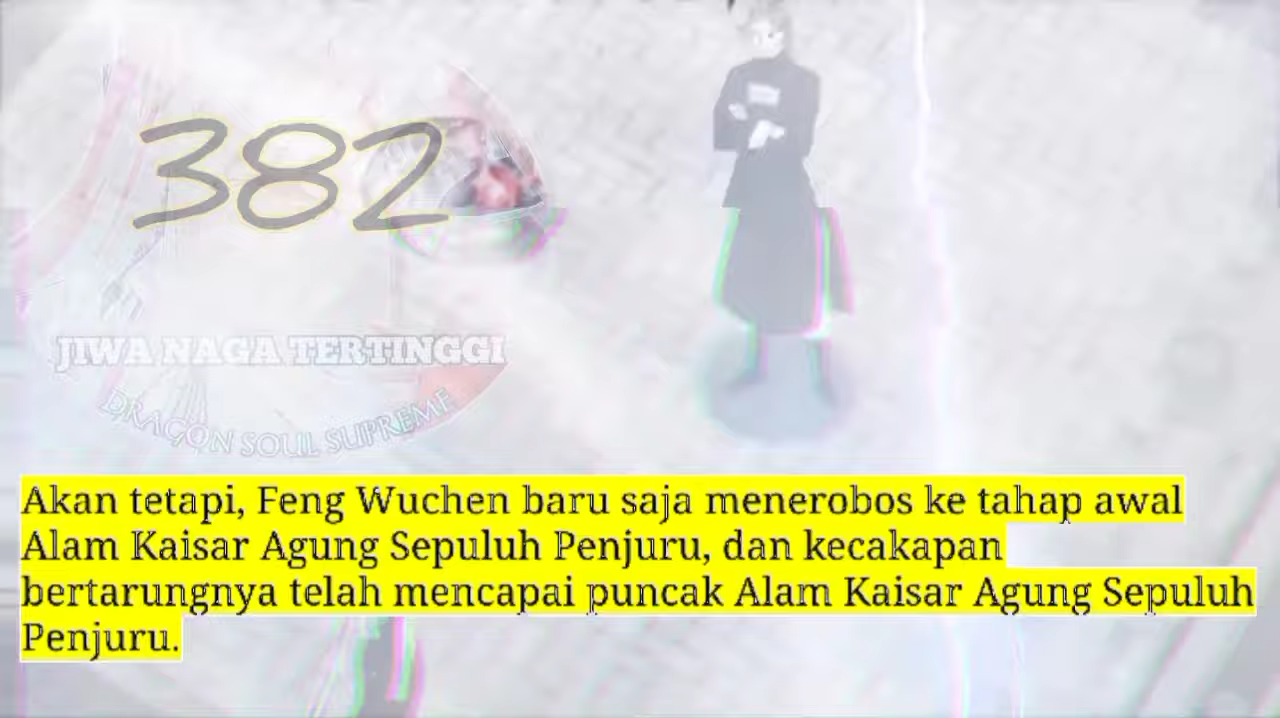 382
JIWA NAGA TERTINGGI
DRAGON SOUL SUPREME
Akan tetapi, Feng Wuchen baru saja menerobos ke tahap awal
Alam Kaisar Agung Sepuluh Penjuru, dan kecakapan
bertarungnya telah mencapai puncak Alam Kaisar Agung Sepuluh
Penjuru.